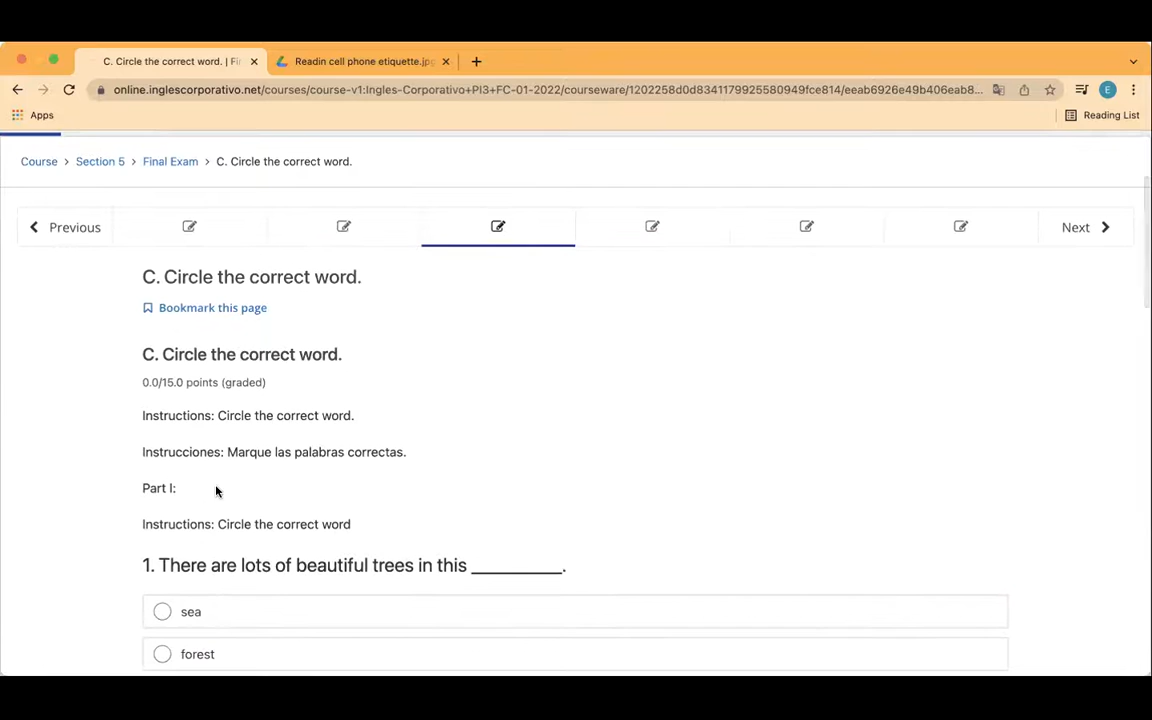 C. Circle the correct word. | Fi
Readin cell phone etiquette.jpg
online.inglescorporativo.net/courses/course-v1:Ingles-Corporativo+PI3+FC-01-2022/courseware/1202258d0d8341179925580949fce814/eeab6926e49b406eab8...
E
Apps
Reading List
Course > Section 5 > Final Exam > C. Circle the correct word.
Previous
Next
C. Circle the correct word.
Bookmark this page
C. Circle the correct word.
0.0/15.0 points (graded)
Instructions: Circle the correct word.
Instrucciones: Marque las palabras correctas.
Part I:
Instructions: Circle the correct word
1. There are lots of beautiful trees in this __________.
sea
forest